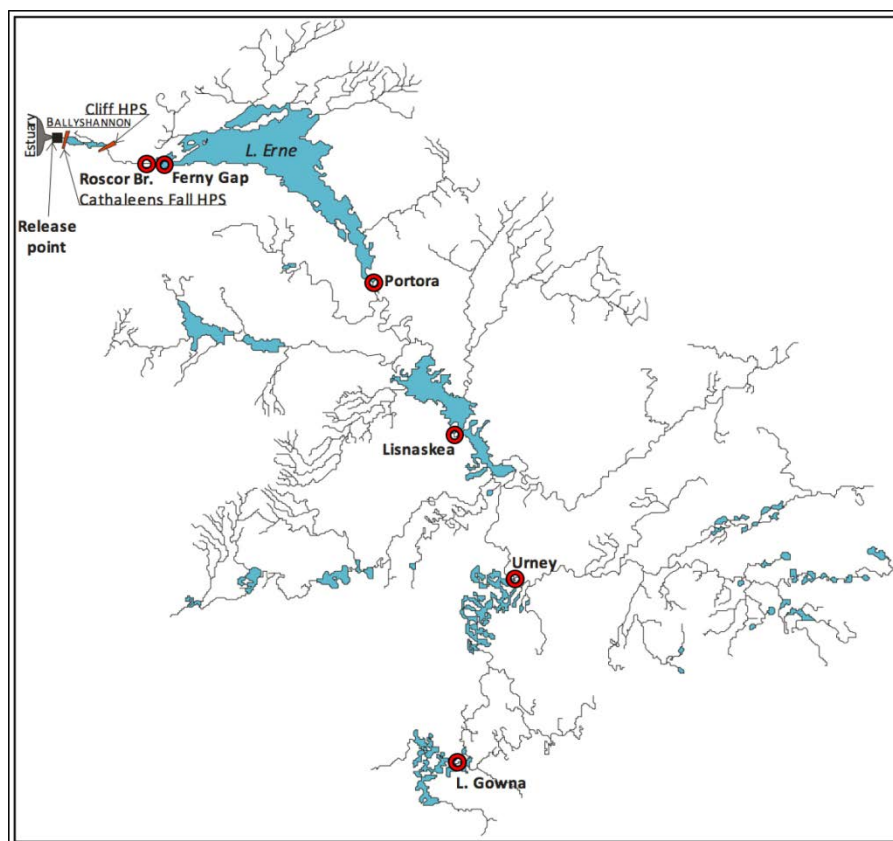 Cliff HPS
BALLYSHANNON
Estuary
L. Erne
Roscor Br.
Ferny Gap
Cathaleens Fall HPS
Release
point
Portora
Lisnaskea
Urney
L. Gowna